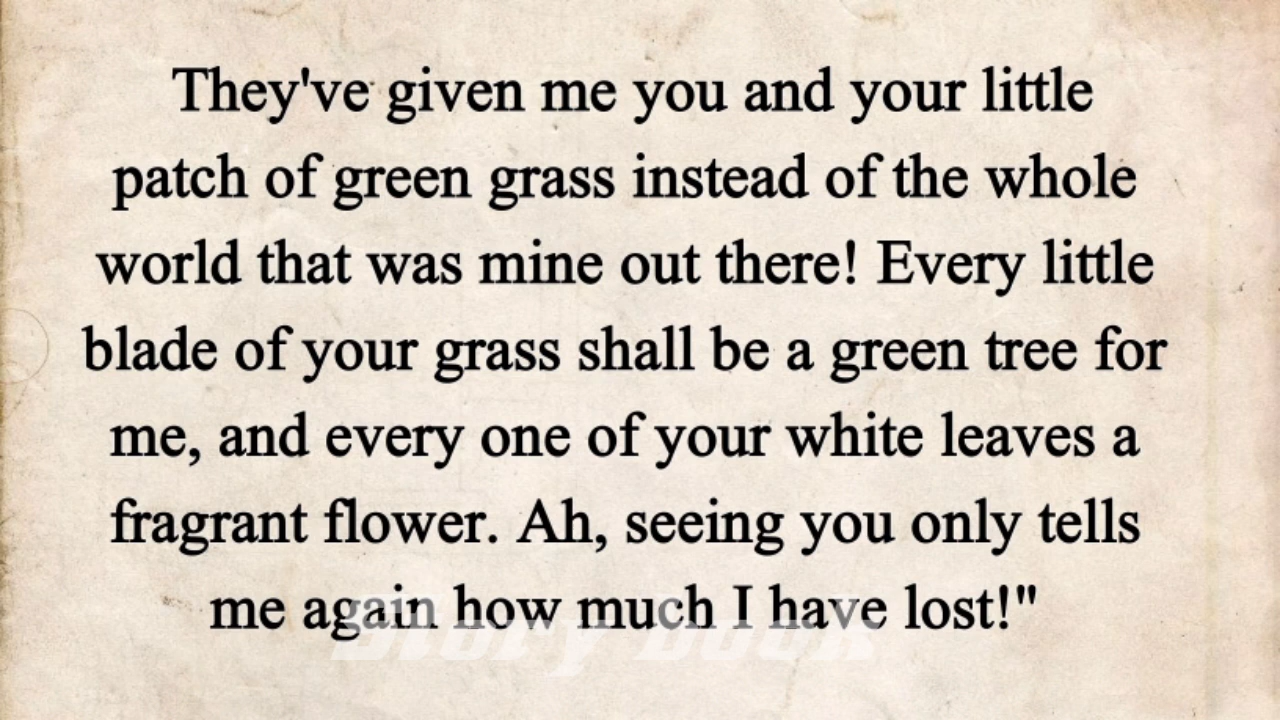 They've given me you and your little
patch of green grass instead of the whole
world that was mine out there! Every little
blade of your grass shall be a green tree for
me, and every one of your white leaves a
fragrant flower. Ah, seeing you only tells
me again how much I have lost!"
Story Book